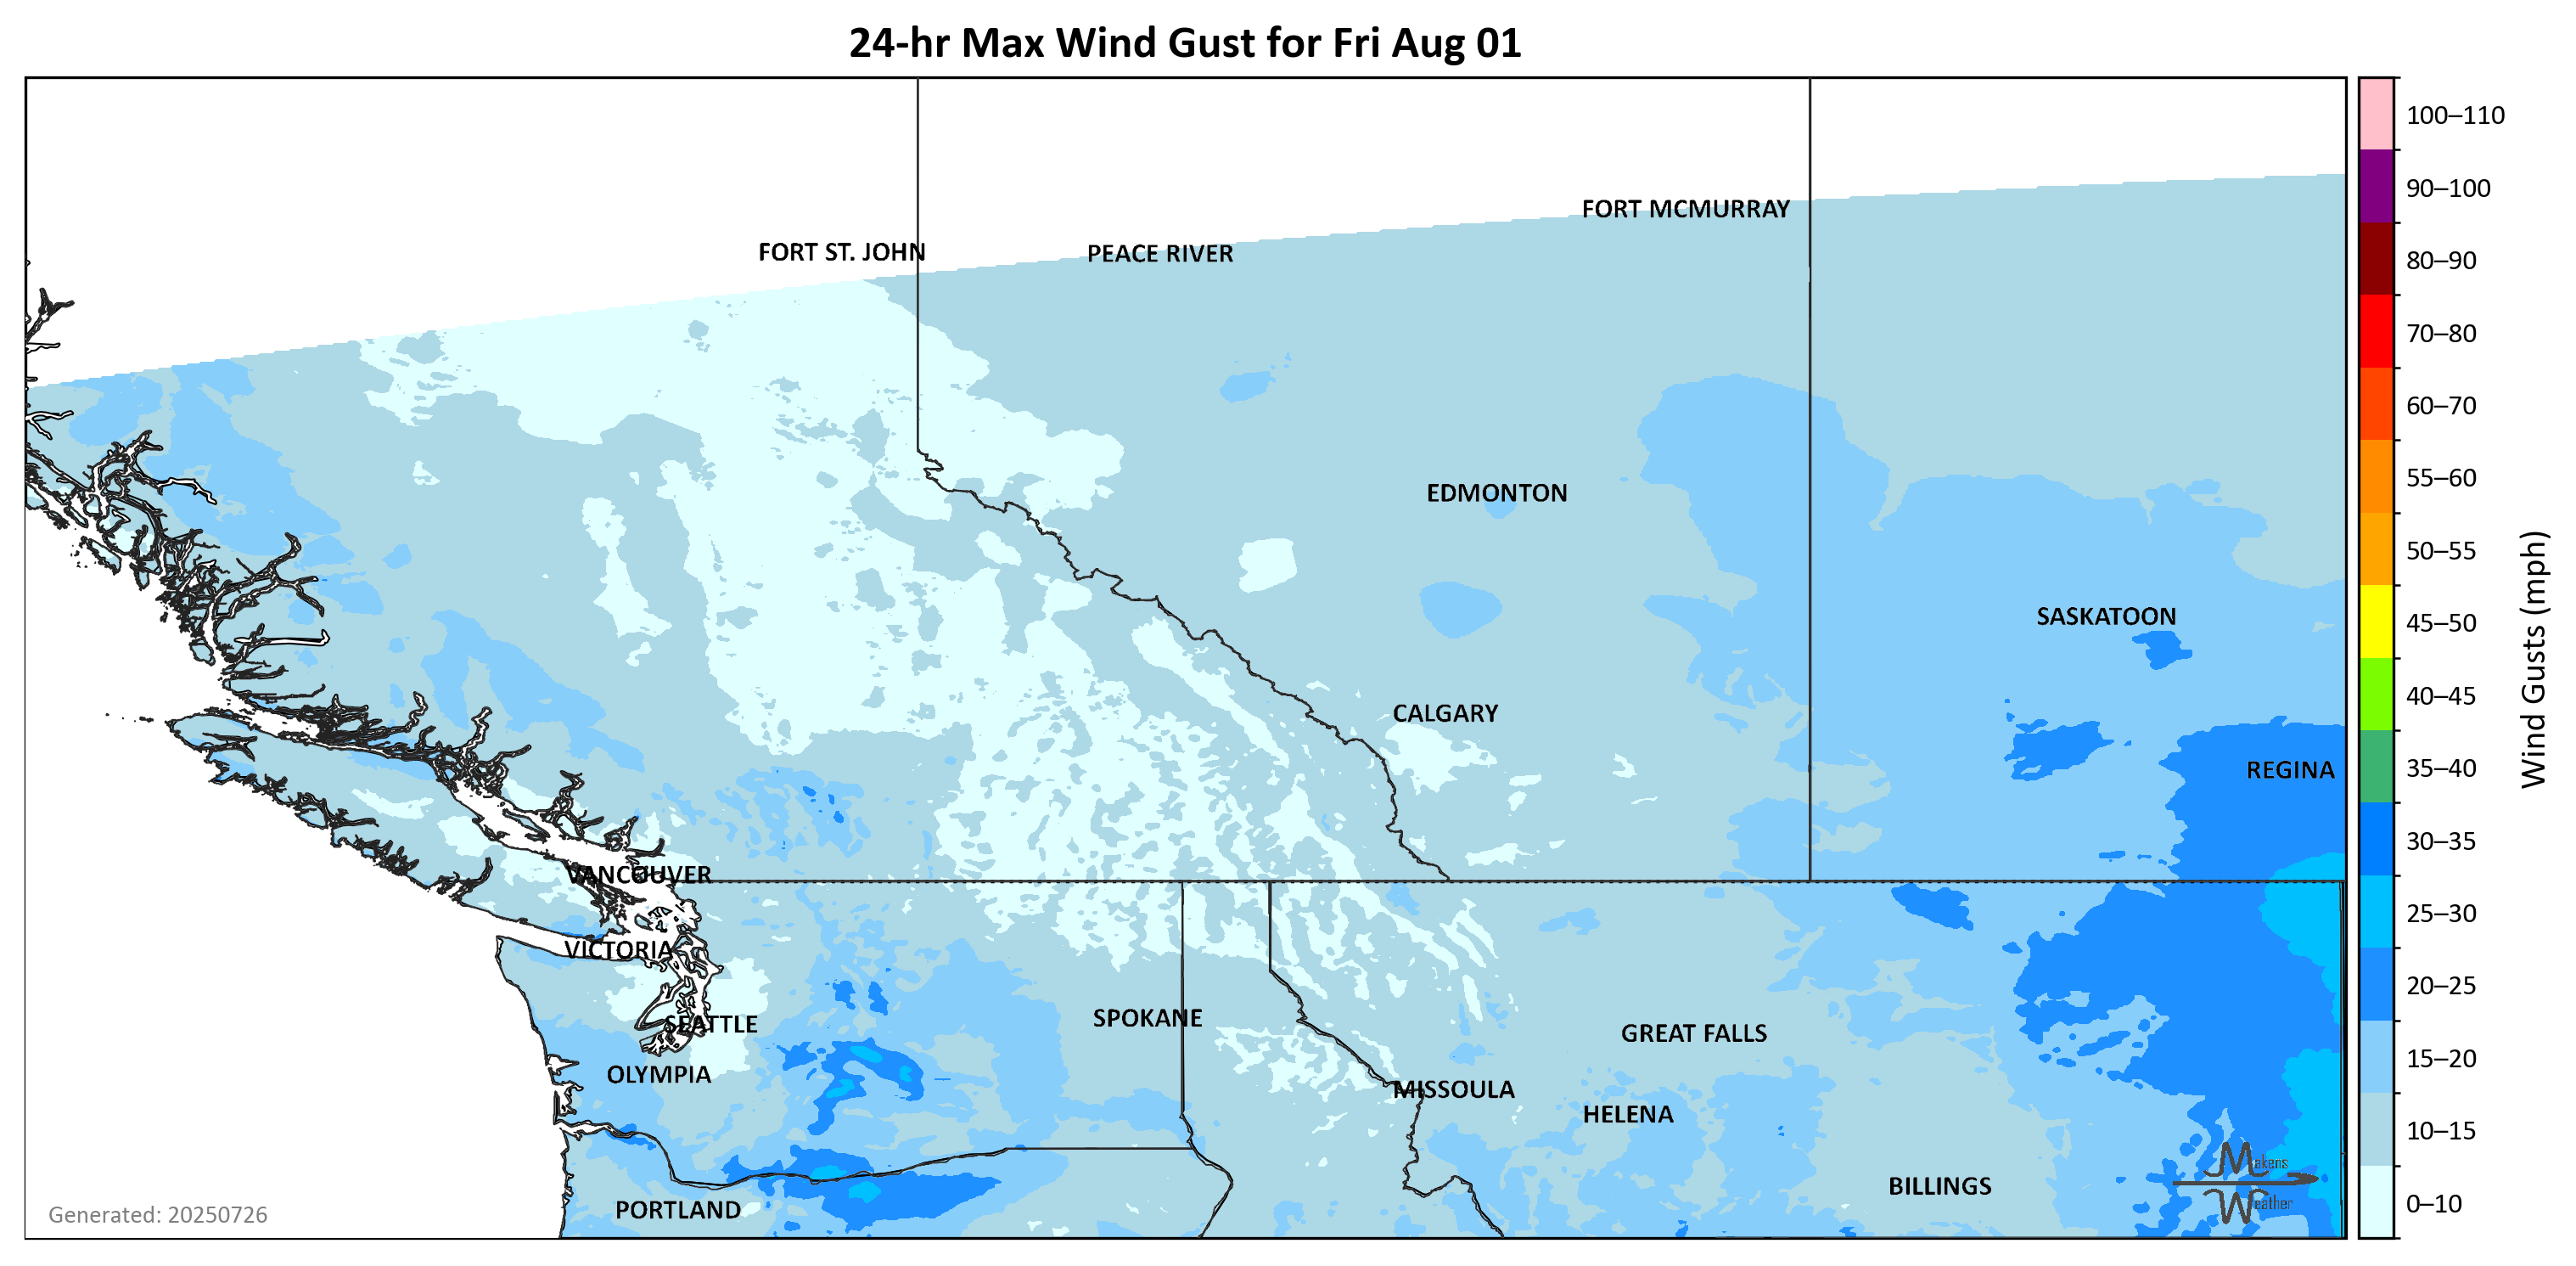 24-hr Max Wind Gust for Fri Aug 01
100–110
90–100
80–90
70–80
60–70
55–60
50–55
45–50
40–45
35–40
30–35
25–30
20–25
15–20
10–15
0–10
Wind Gusts (mph)
FORT MCMURRAY
FORT ST. JOHN
PEACE RIVER
EDMONTON
SASKATOON
CALGARY
REGINA
VANCOUVER
VICTORIA
SPOKANE
SEATTLE
GREAT FALLS
OLYMPIA
MISSOULA
HELENA
BILLINGS
PORTLAND
Makens
Weather
Generated: 20250726